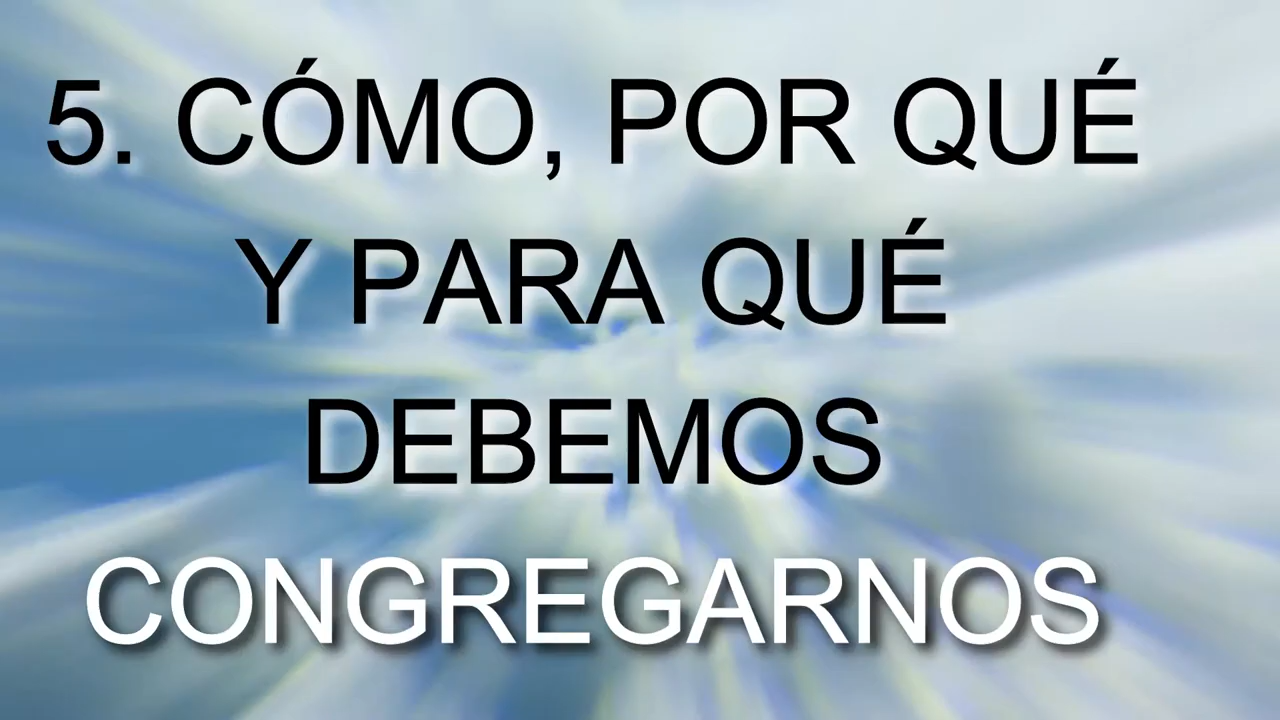 5. CÓMO, POR QUÉ
Y PARA QUÉ
DEBEMOS
CONGREGARNOS